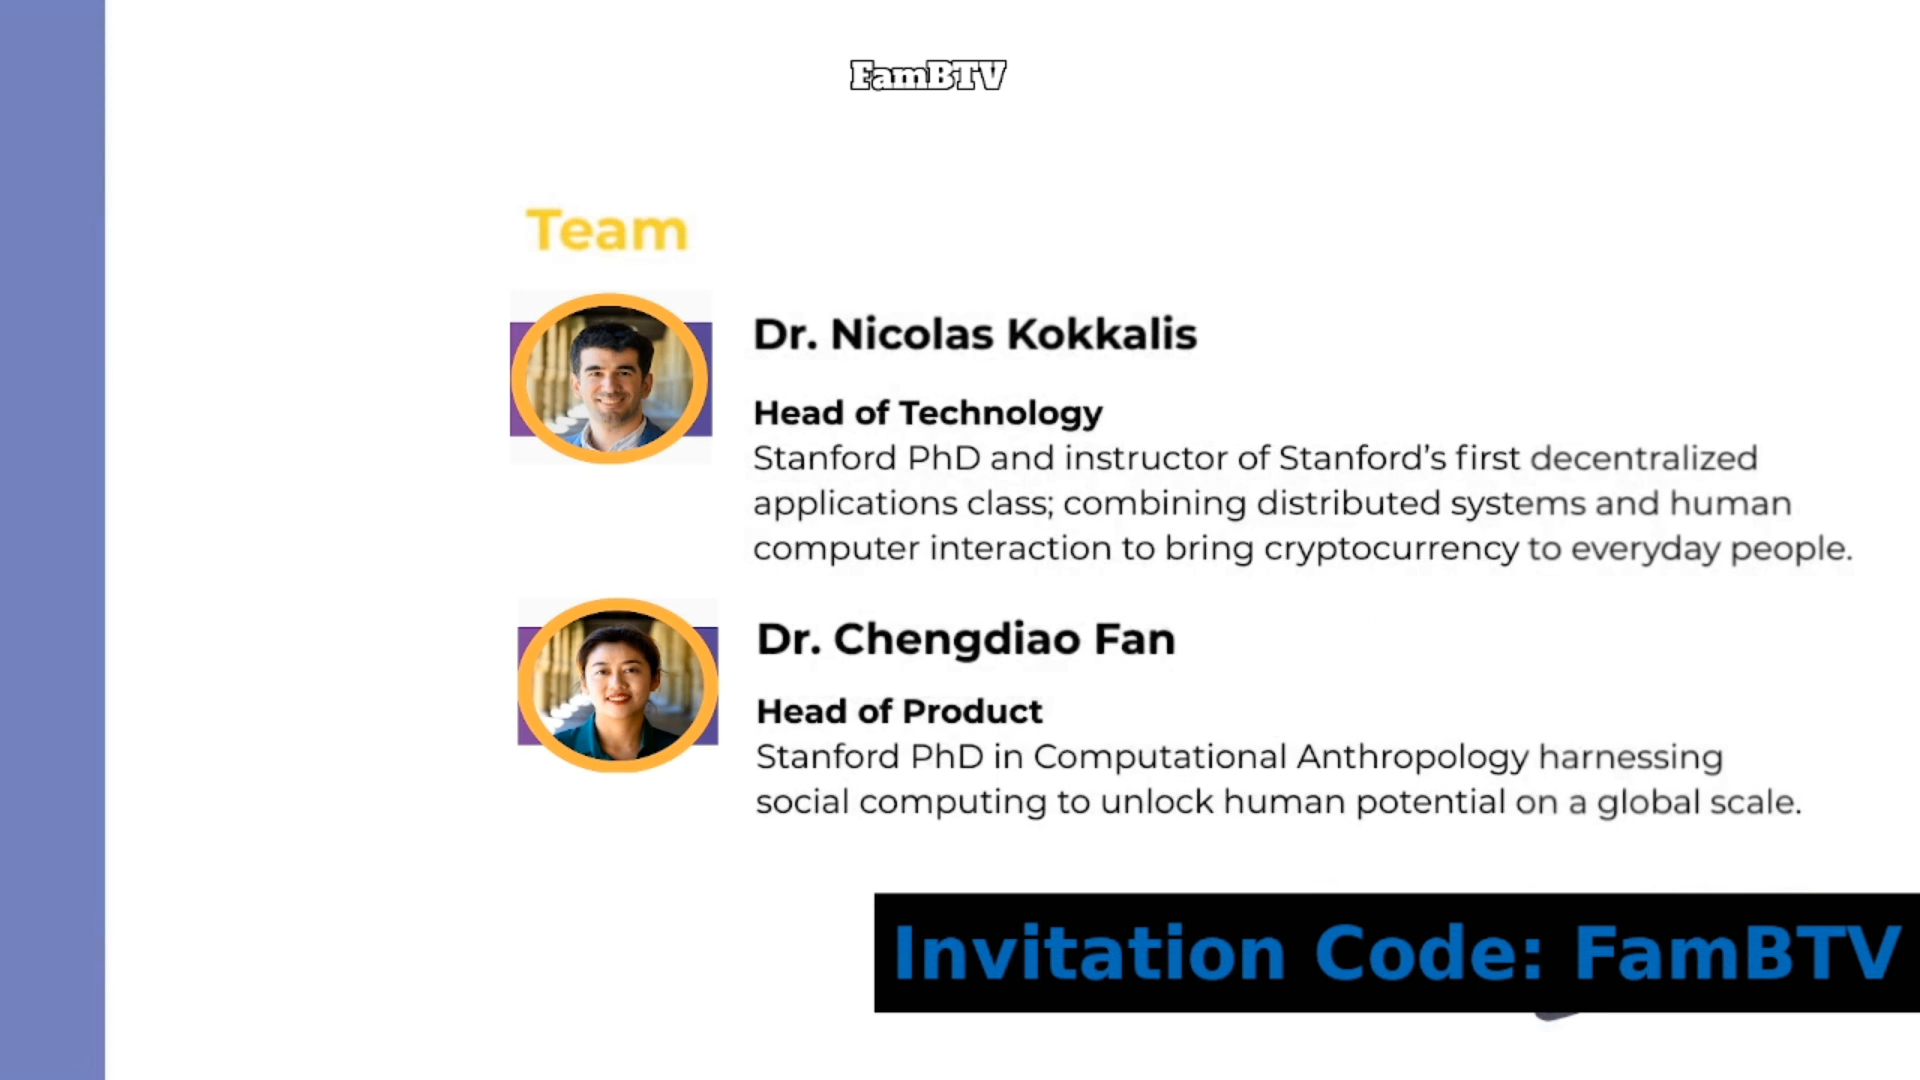 FamBTV
Team
Dr. Nicolas Kokkalis
Head of Technology
Stanford PhD and instructor of Stanford’s first decentralized
applications class; combining distributed systems and human
computer interaction to bring cryptocurrency to everyday people.
Dr. Chengdiao Fan
Head of Product
Stanford PhD in Computational Anthropology harnessing
social computing to unlock human potential on a global scale.
Invitation Code: FamBTV